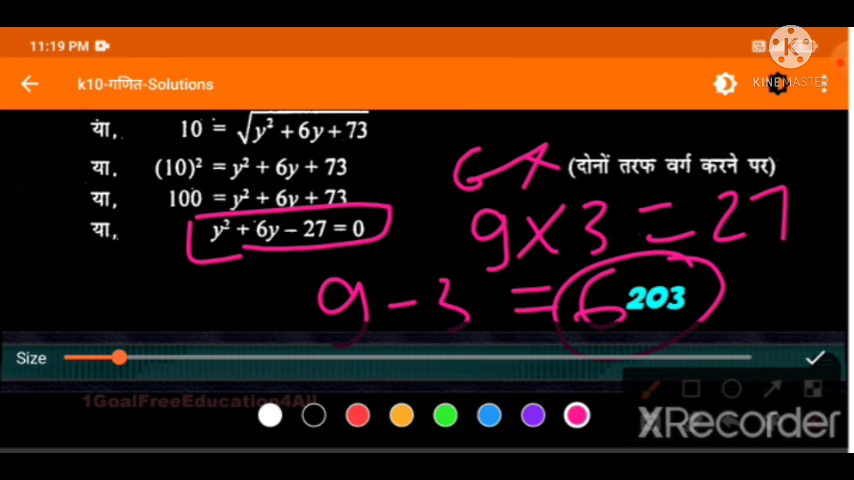 11:19 PM
KINEMASTER
k10-गणित-Solutions
या, 10 = √y² + 6y + 73
या, (10)² = y² + 6y + 73 (दोनों तरफ वर्ग करने पर)
या, 100 = y² + 6y + 73
या, y² + 6y – 27 = 0
9 × 3 = 27
9 – 3 = 6
203
Size
1GoalFreeEducation4All
XRecorder